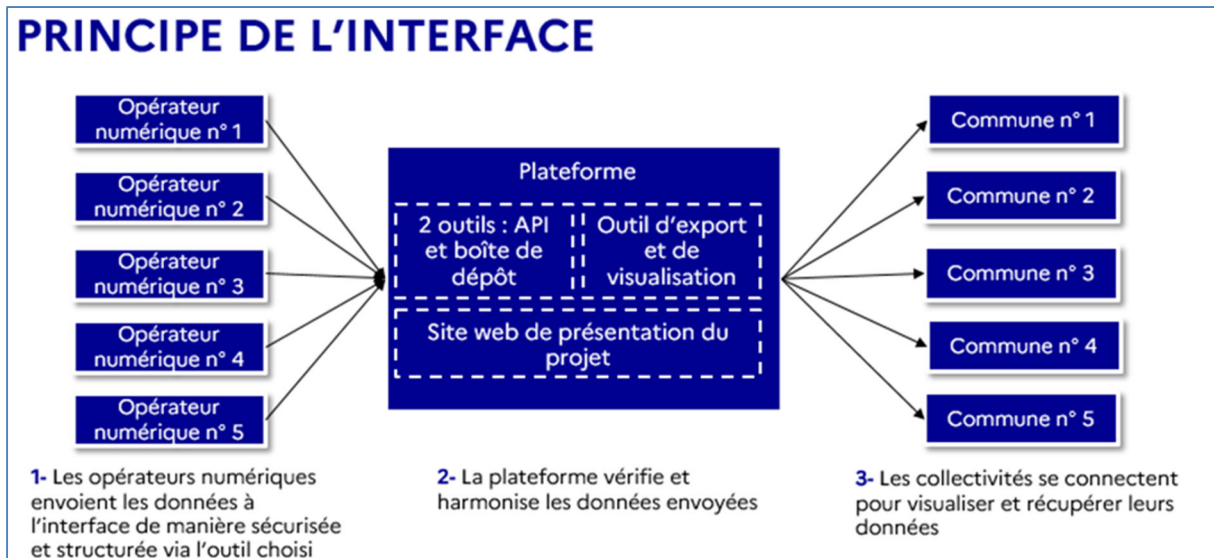 PRINCIPE DE L’INTERFACE
Opérateur
numérique n° 1
Opérateur
numérique n° 2
Opérateur
numérique n° 3
Opérateur
numérique n° 4
Opérateur
numérique n° 5
Plateforme
2 outils : API
et boîte de
dépôt
Outil d’export
et de
visualisation
Site web de présentation du
projet
Commune n° 1
Commune n° 2
Commune n° 3
Commune n° 4
Commune n° 5
1- Les opérateurs numériques
envoient les données à
l’interface de manière sécurisée
et structurée via l’outil choisi
2- La plateforme vérifie et
harmonise les données envoyées
3- Les collectivités se connectent
pour visualiser et récupérer leurs
données